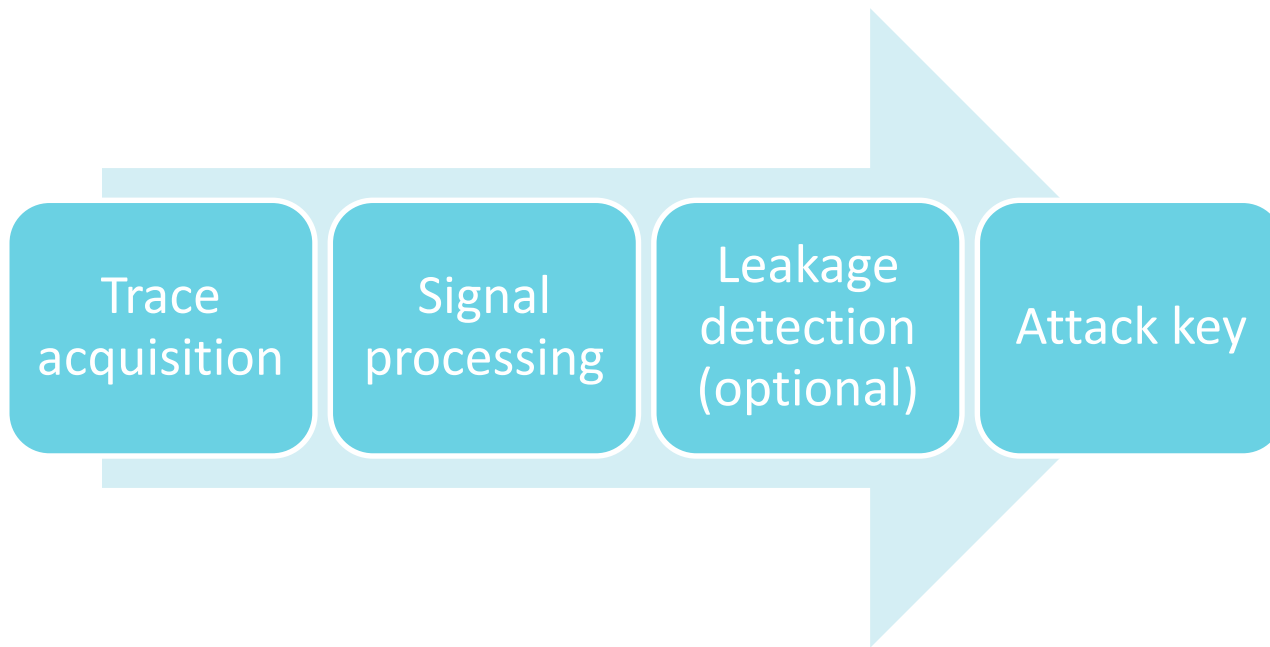 Trace
acquisition
Signal
processing
Leakage
detection
(optional)
Attack key